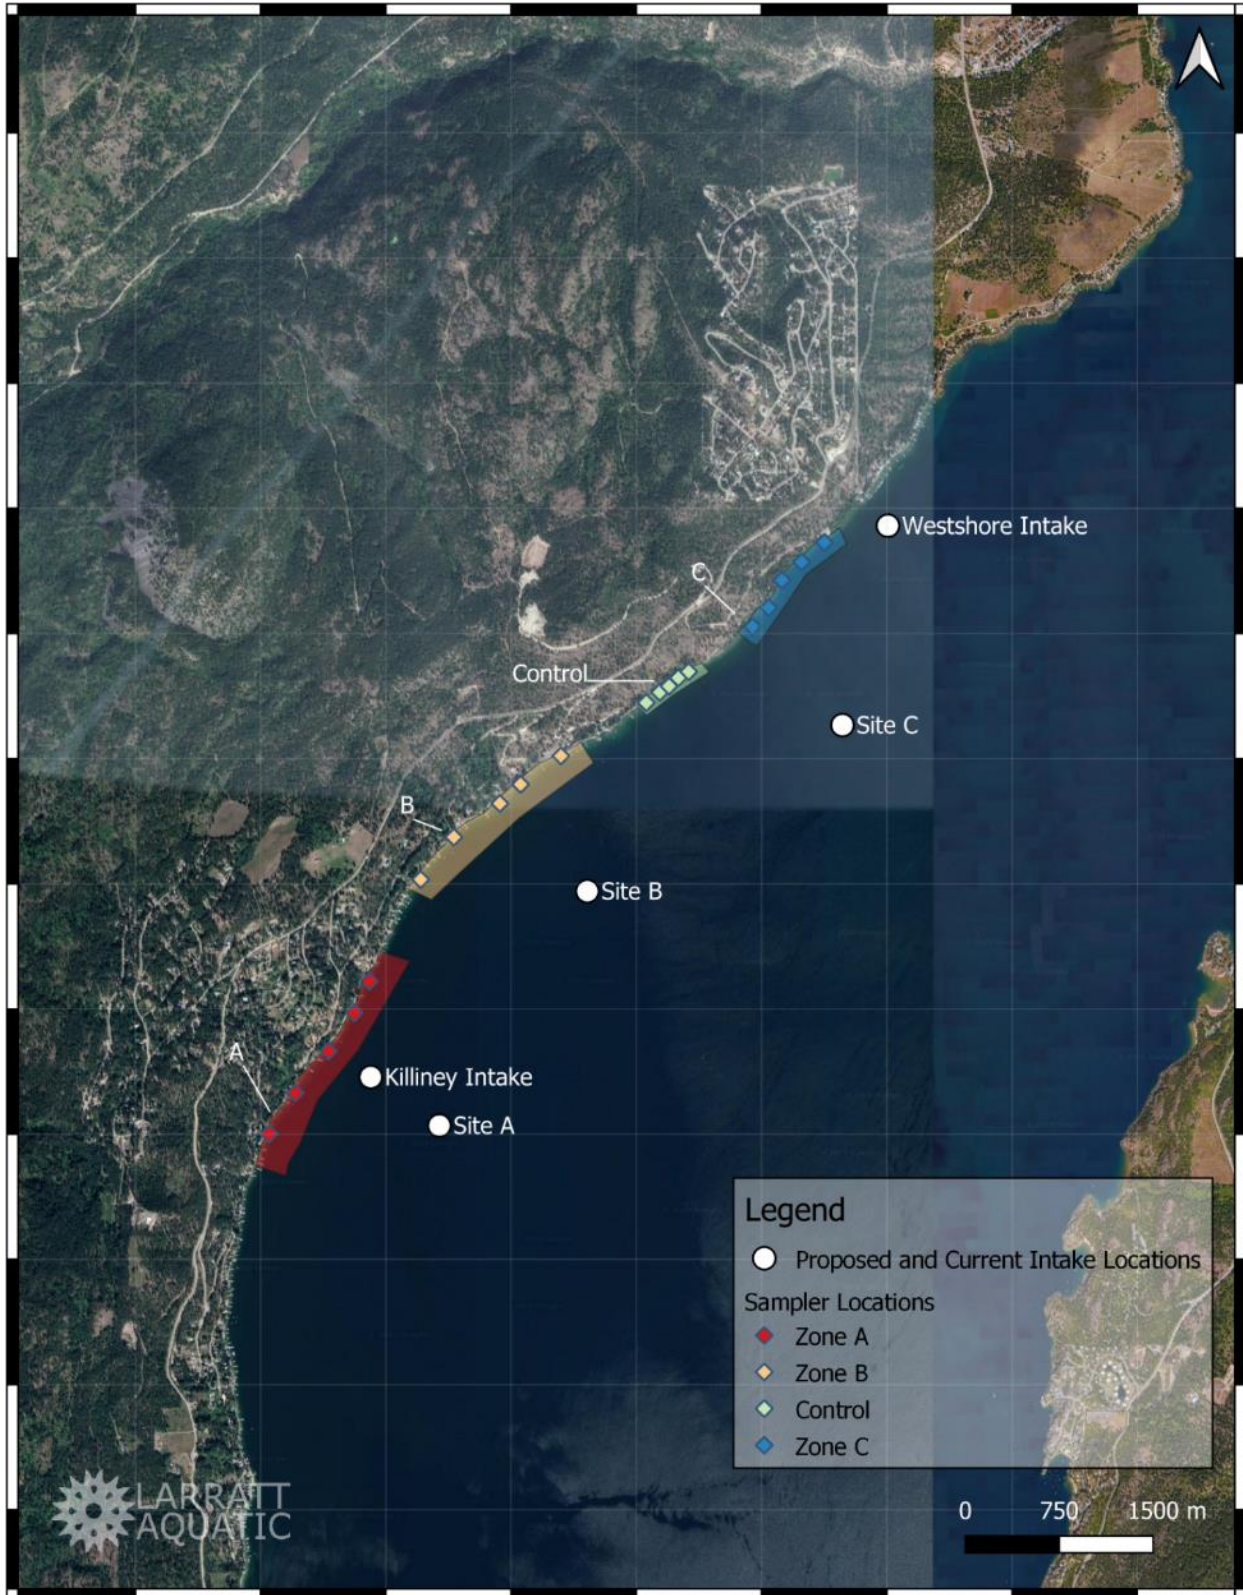 Westshore Intake
C
Control
Site C
B
Site B
A
Killiney Intake
Site A
Legend
Proposed and Current Intake Locations
Sampler Locations
Zone A
Zone B
Control
Zone C
LARRATT
AQUATIC
0 750 1500 m